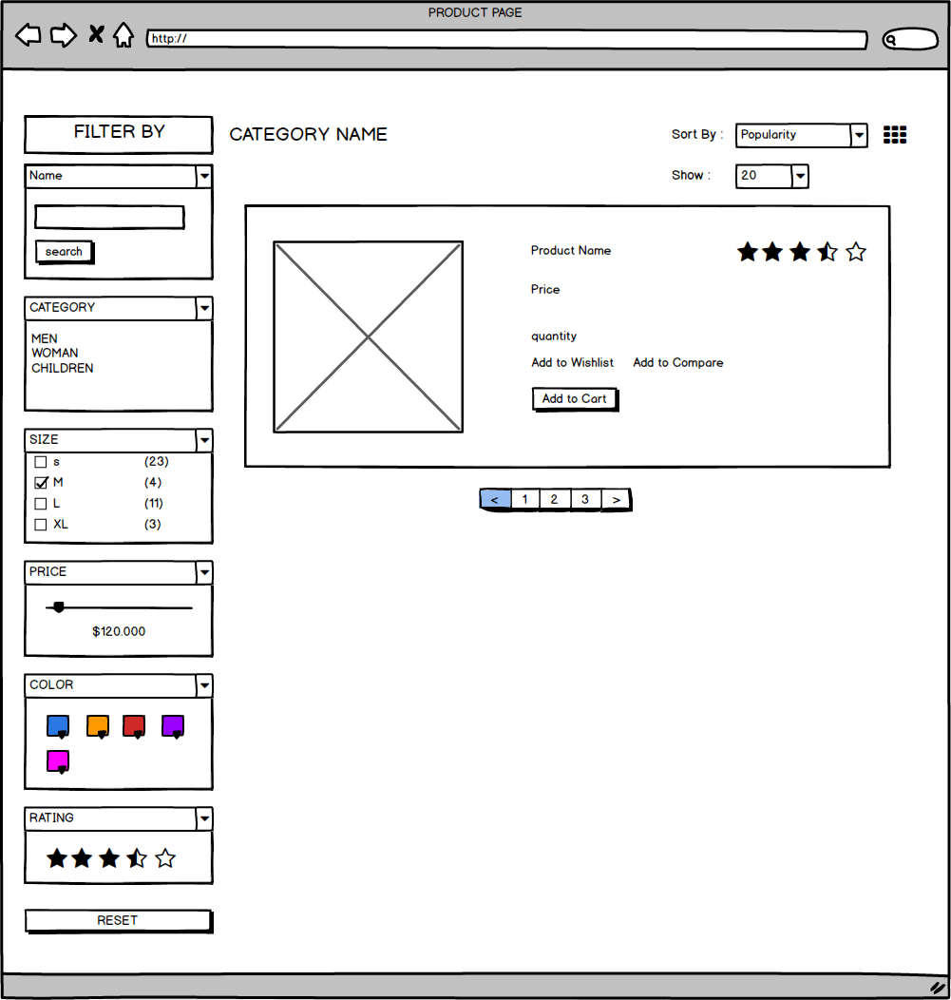 PRODUCT PAGE
http://
FILTER BY
CATEGORY NAME
Sort By :
Popularity
Show :
20
Name
search
CATEGORY
MEN
WOMAN
CHILDREN
SIZE
s (23)
M (4)
L (11)
XL (3)
PRICE
$120.000
COLOR
RATING
RESET
Product Name
Price
quantity
Add to Wishlist Add to Compare
Add to Cart
< 1 2 3 >